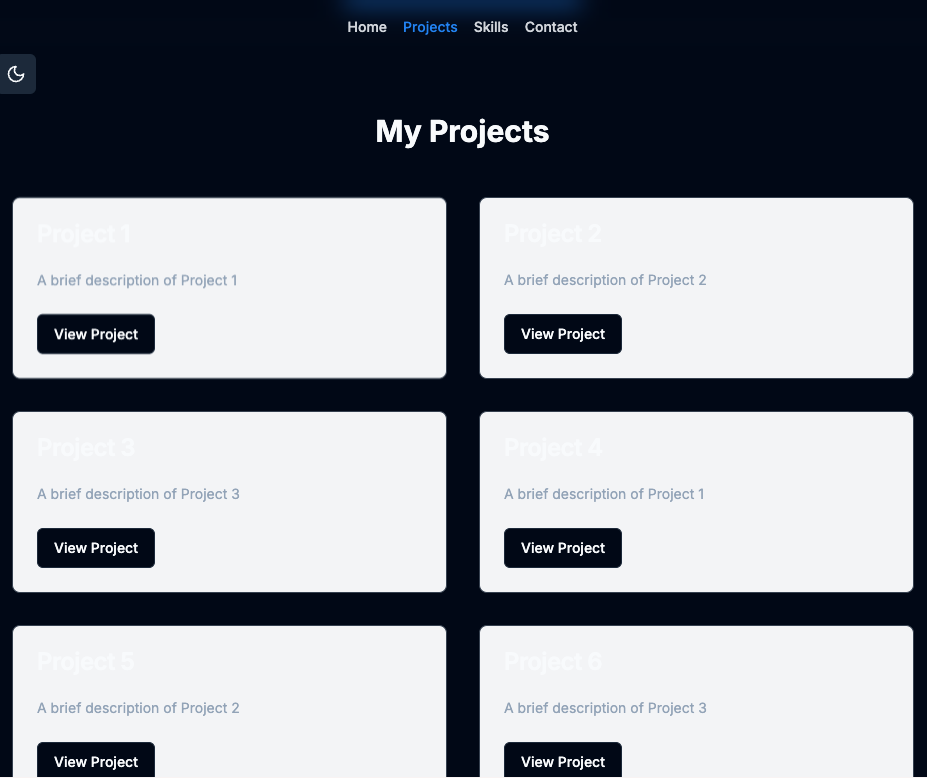 Home Projects Skills Contact
My Projects
Project 1
A brief description of Project 1
View Project
Project 2
A brief description of Project 2
View Project
Project 3
A brief description of Project 3
View Project
Project 4
A brief description of Project 1
View Project
Project 5
A brief description of Project 2
View Project
Project 6
A brief description of Project 3
View Project